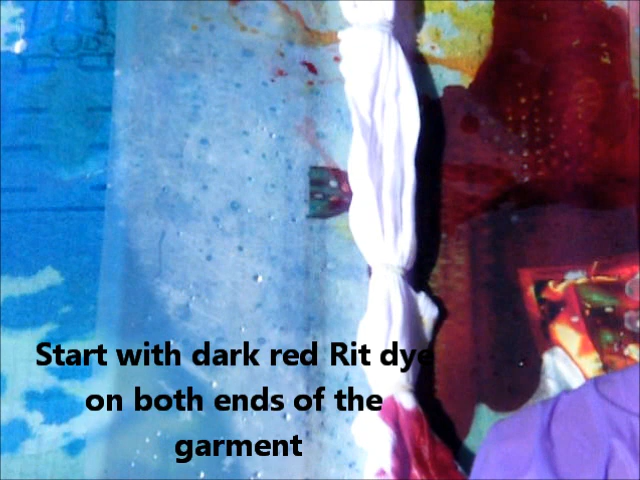 Start with dark red Rit dye
on both ends of the
garment